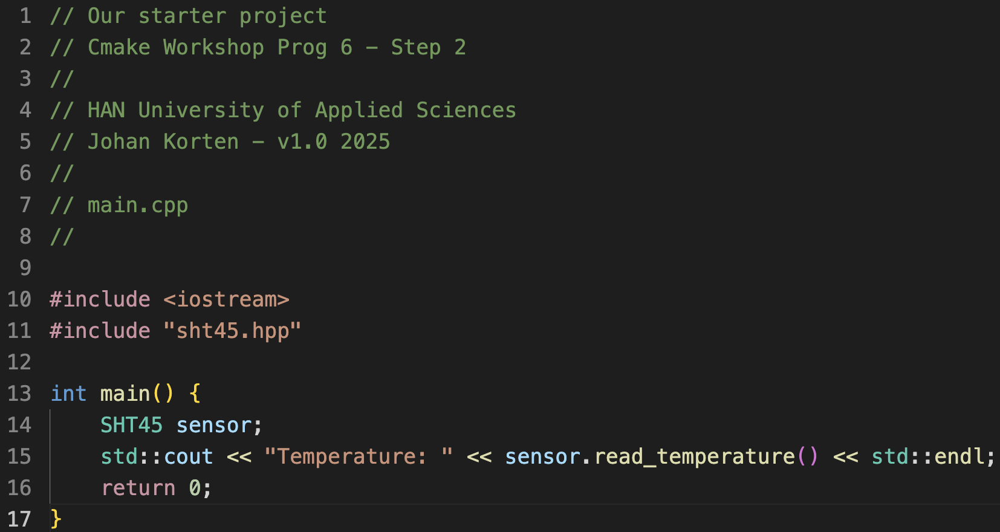 1 // Our starter project
2 // Cmake Workshop Prog 6 - Step 2
3 //
4 // HAN University of Applied Sciences
5 // Johan Korten - v1.0 2025
6 //
7 // main.cpp
8 //
9
10 #include <iostream>
11 #include "sht45.hpp"
12
13 int main() {
14     SHT45 sensor;
15     std::cout << "Temperature: " << sensor.read_temperature() << std::endl;
16     return 0;
17 }